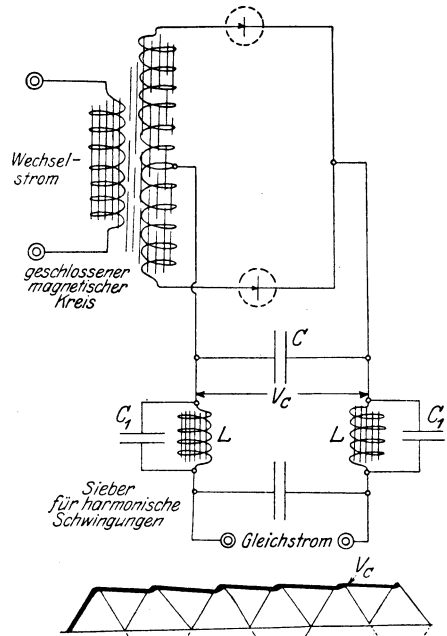 Wechsel-
strom
geschlossener
magnetischer
Kreis
C
V_C
C_1
L
L
C_1
Sieber
für harmonische
Schwingungen
Gleichstrom
V_C